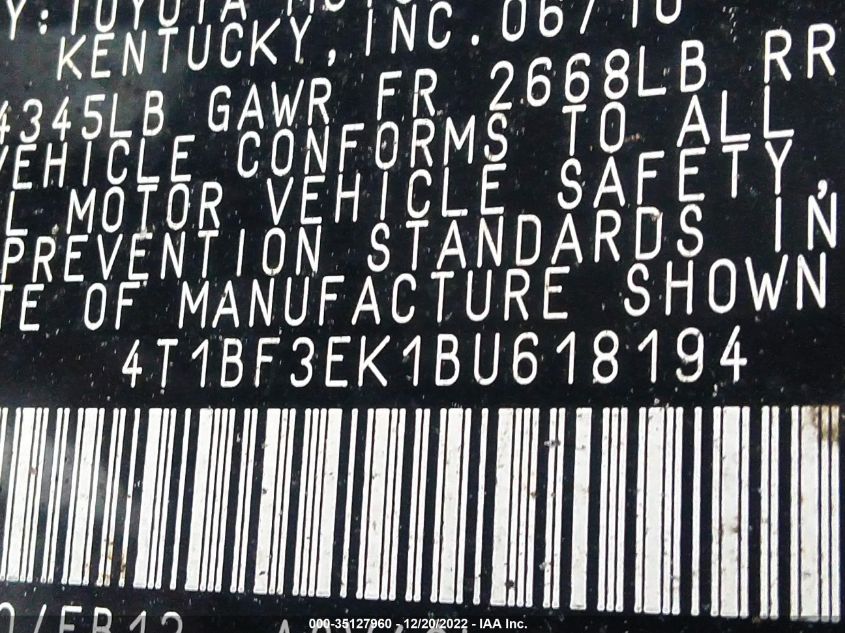 Y:TOYOTA
KENTUCKY, INC. 06/10
4345LB GAWR FR 2668LB RR
VEHICLE CONFORMS TO ALL
L MOTOR VEHICLE SAFETY,
PREVENTION STANDARDS IN
TE OF MANUFACTURE SHOWN
4T1BF3EK1BU618194
000-35127960 - 12/20/2022 - IAA Inc.